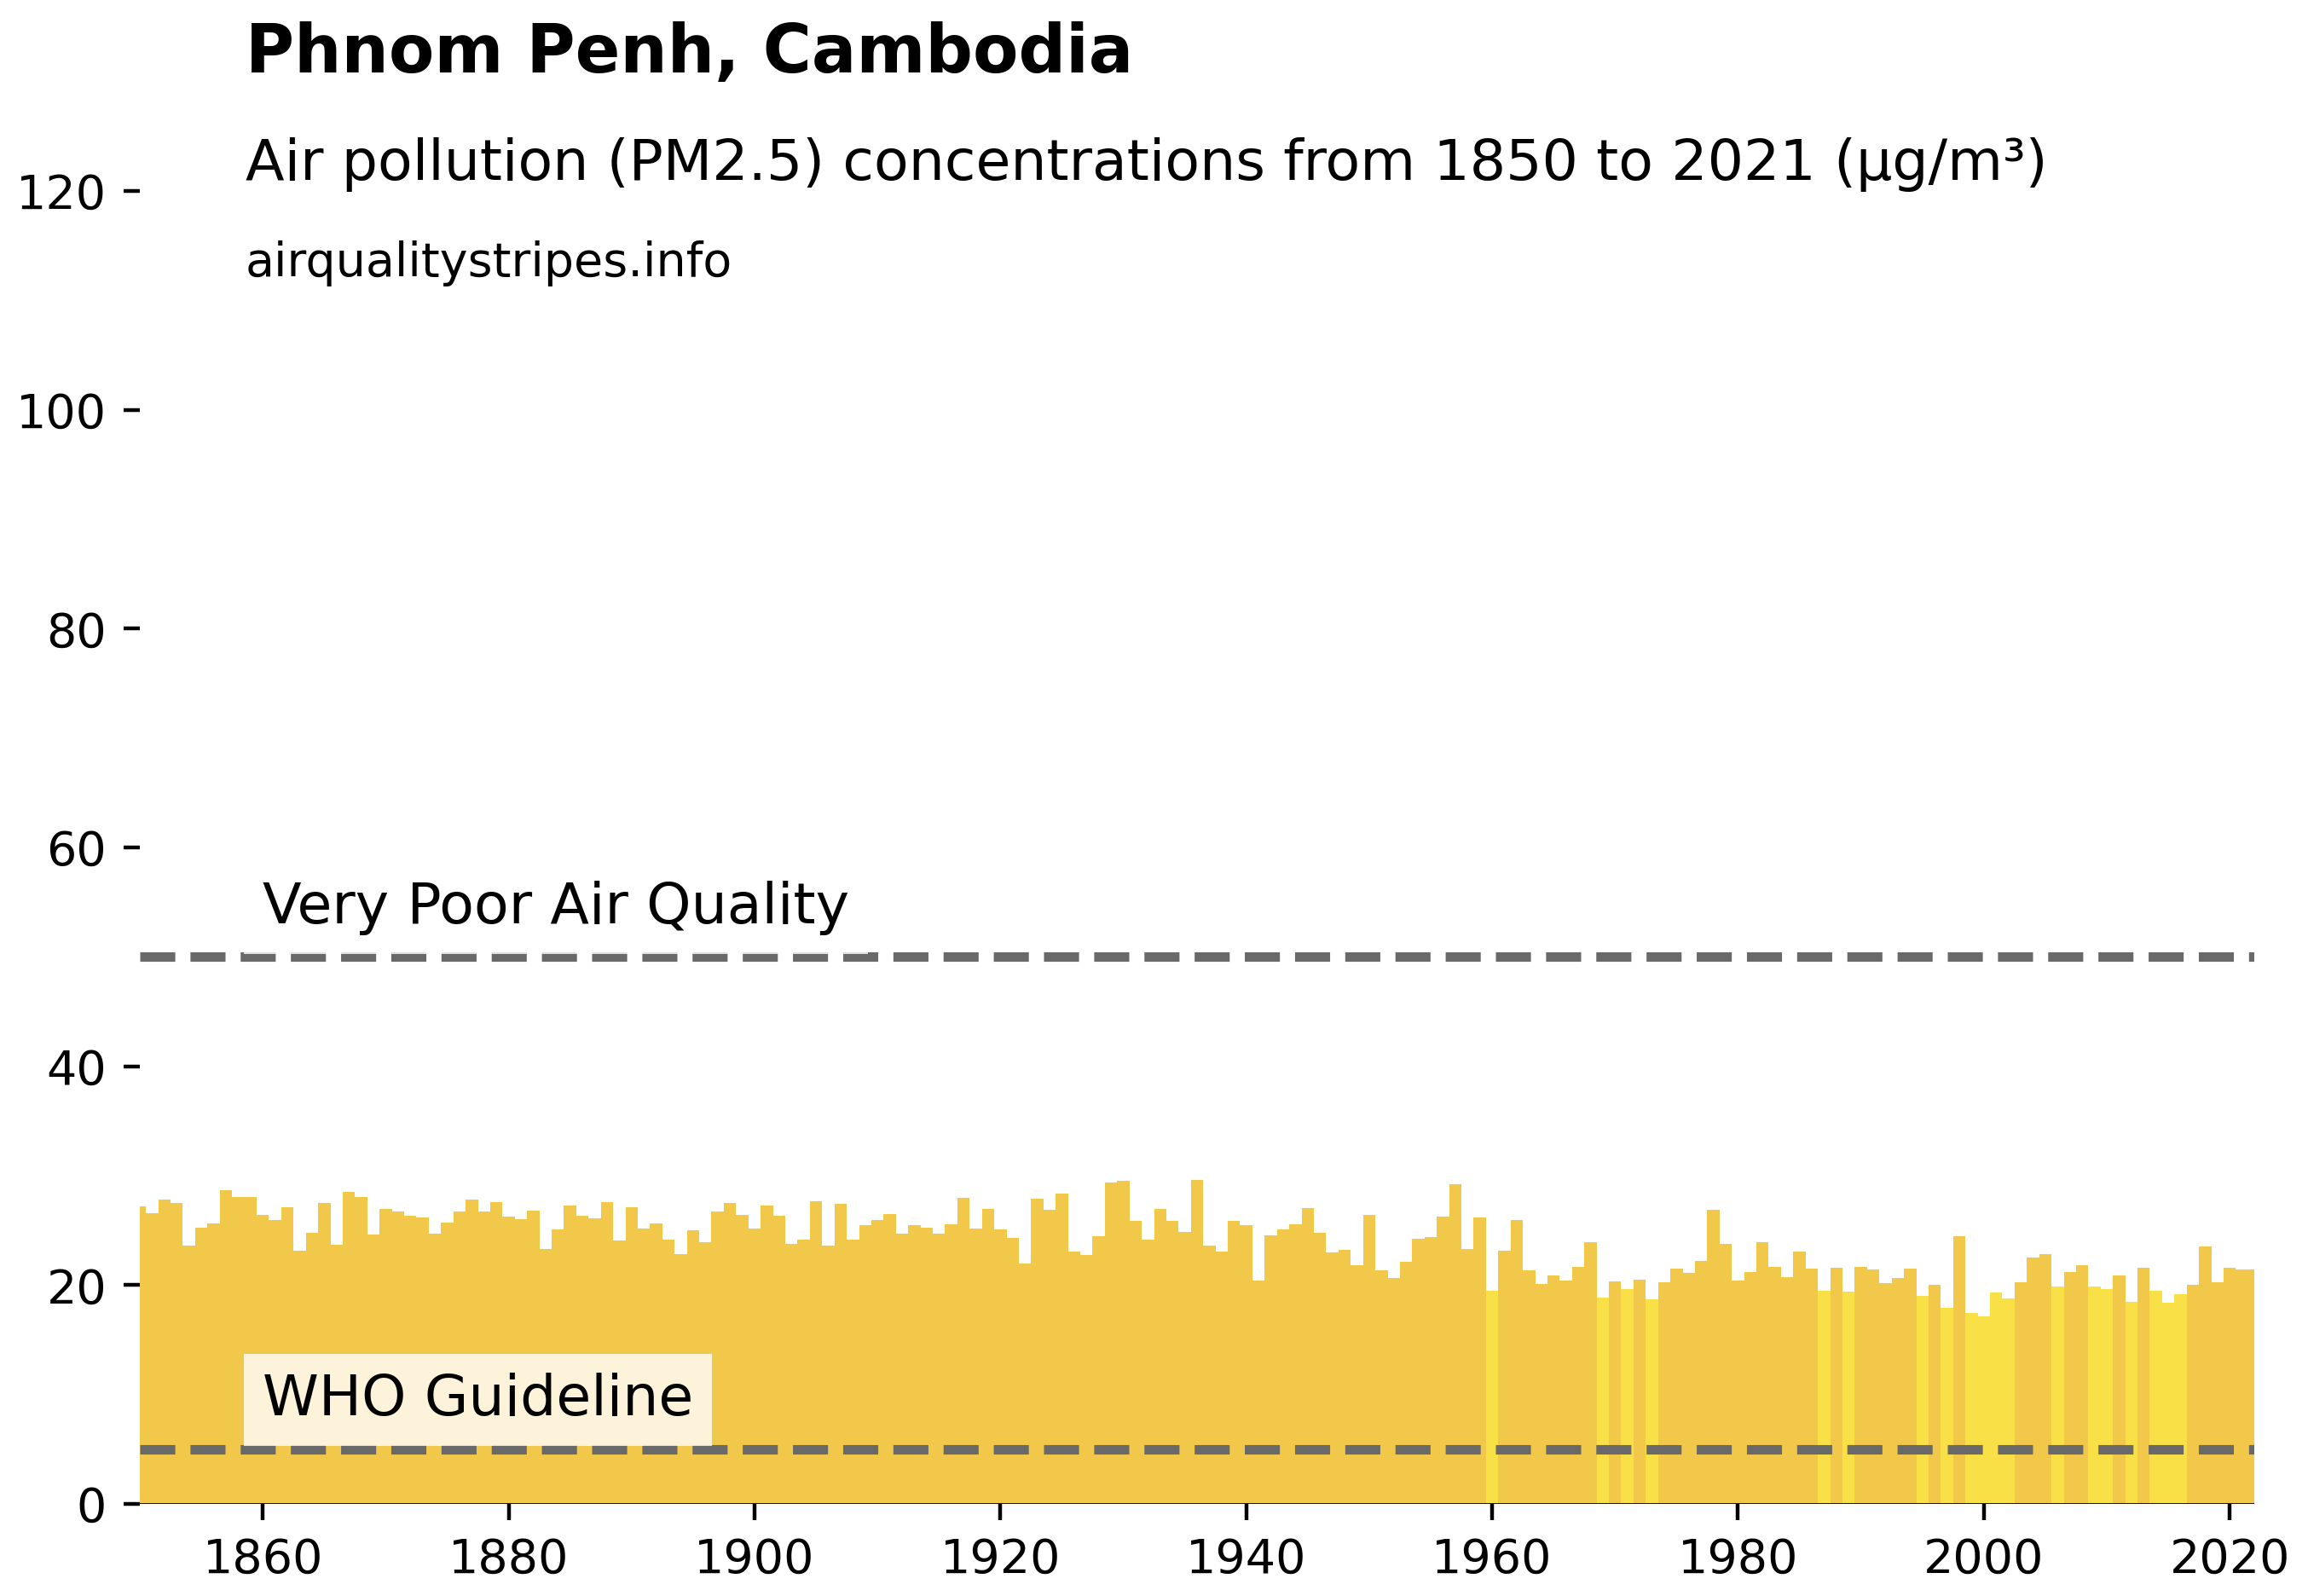 Phnom Penh, Cambodia
Air pollution (PM2.5) concentrations from 1850 to 2021 (µg/m³)
airqualitystripes.info
120
100
80
60
Very Poor Air Quality
40
20
WHO Guideline
0
1860 1880 1900 1920 1940 1960 1980 2000 2020